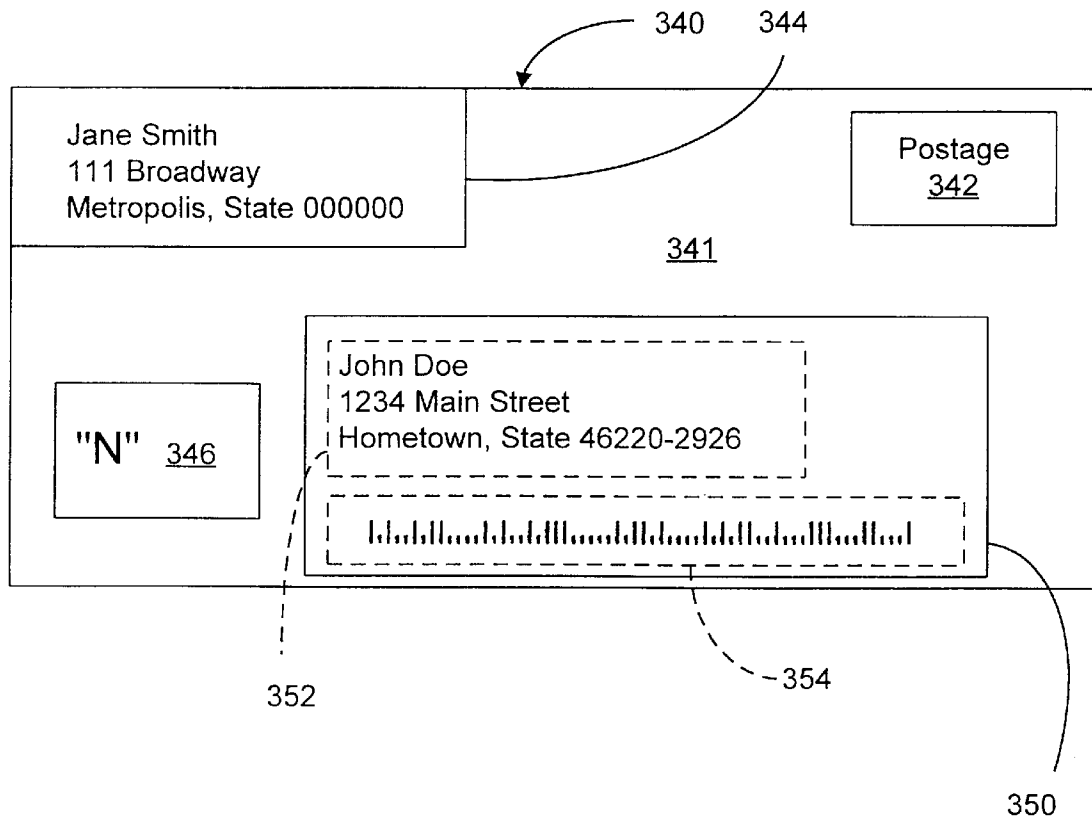 340 344
Jane Smith
111 Broadway
Metropolis, State 000000
Postage
342
341
John Doe
1234 Main Street
Hometown, State 46220-2926
"N" 346
352
354
350